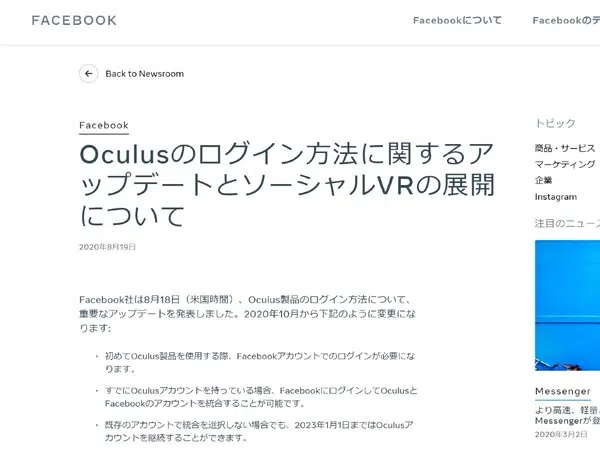 FACEBOOK
Facebookについて
Facebookのデ
Back to Newsroom
Facebook
Oculusのログイン方法に関するア
ップデートとソーシャルVRの展開
について
2020年8月19日
Facebook社は8月18日（米国時間）、Oculus製品のログイン方法について、
重要なアップデートを発表しました。2020年10月から下記のように変更にな
ります:
・ 初めてOculus製品を使用する際、Facebookアカウントでのログインが必要にな
ります。
・ すでにOculusアカウントを持っている場合、FacebookにログインしてOculusと
Facebookのアカウントを統合することが可能です。
・ 既存のアカウントで統合を選択しない場合でも、2023年1月1日まではOculusア
カウントを継続することができます。
トピック
商品・サービス
マーケティング
企業
Instagram
注目のニュース
Messenger
より高速、軽量、
Messengerが登
2020年3月2日